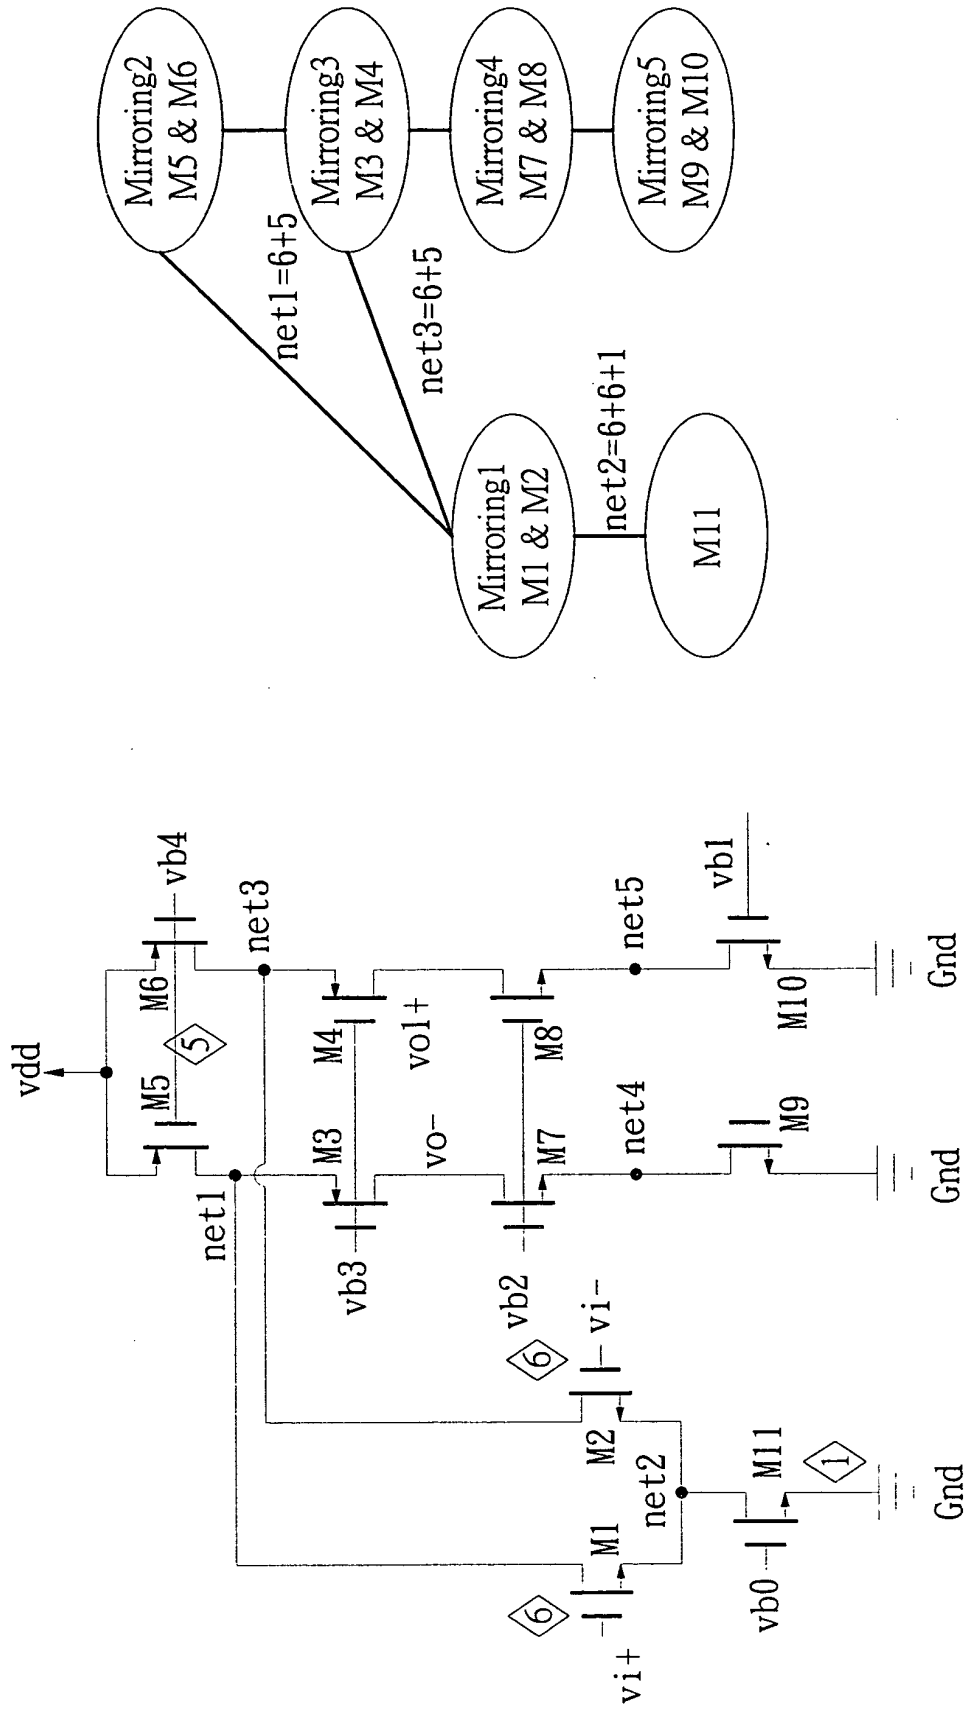 vdd
M5
M6
5
vb4
net1
net3
M3
M4
vb3
vo-
vol+
vb2
M7
M8
net4
net5
M9
M10
vb1
Gnd
Gnd
6
vi+
M1
6
vi-
M2
net2
vb0
M11
1
Gnd
Mirroring2
M5 & M6
net1=6+5
Mirroring3
M3 & M4
net3=6+5
Mirroring1
M1 & M2
Mirroring4
M7 & M8
net2=6+6+1
M11
Mirroring5
M9 & M10